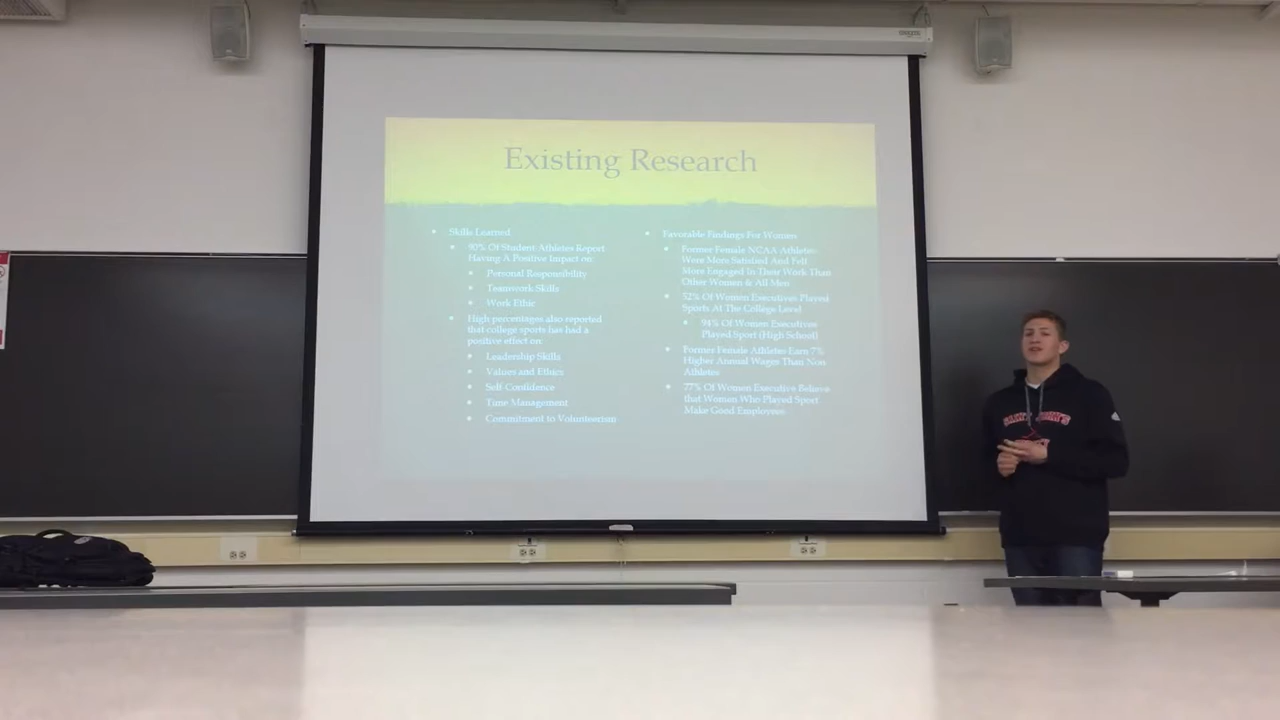 Existing Research
Skills Learned
90% Of Student-Athletes Report
Having A Positive Impact on:
Personal Responsibility
Teamwork Skills
Work Ethic
High percentages also reported
that college sports has had a
positive effect on:
Leadership Skills
Values and Ethics
Self-Confidence
Time Management
Commitment to Volunteerism
Favorable Findings For Women
Former Female NCAA Athletes
Were More Satisfied And Felt
More Engaged In Their Work Than
Other Women & All Men
52% Of Women Executives Played
Sports At The College Level
94% Of Women Executives
Played Sport (High School)
Former Female Athletes Earn 7%
Higher Annual Wages Than Non
Athletes
77% Of Women Executive Believe
that Women Who Played Sport
Make Good Employees
SAINT JOHN'S